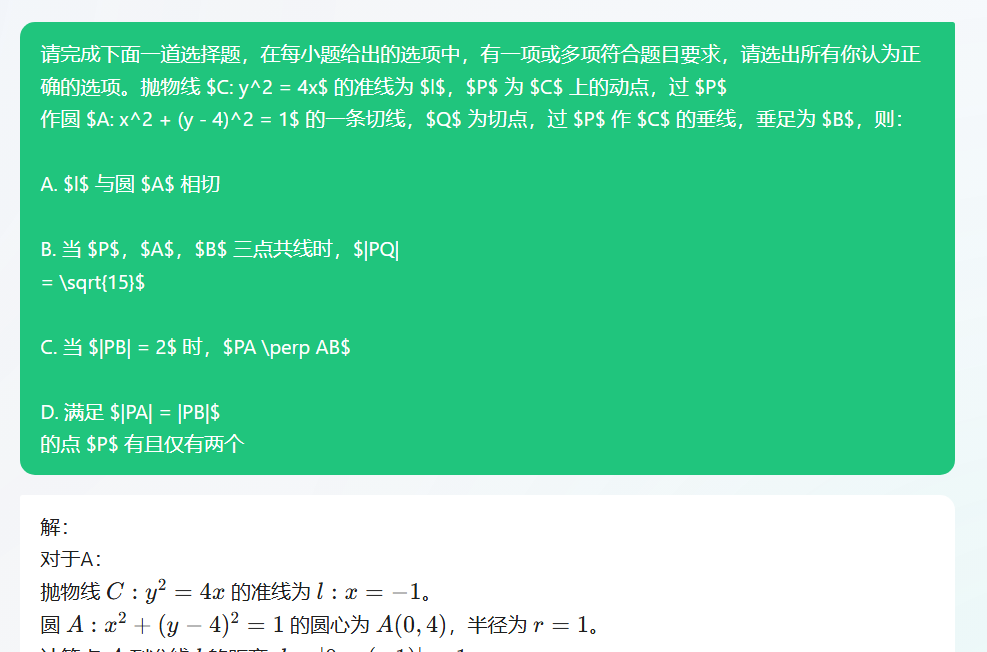 请完成下面一道选择题，在每小题给出的选项中，有一项或多项符合题目要求，请选出所有你认为正
确的选项。抛物线 $C: y^2 = 4x$ 的准线为 $l$，$P$ 为 $C$ 上的动点，过 $P$
作圆 $A: x^2 + (y - 4)^2 = 1$ 的一条切线，$Q$ 为切点，过 $P$ 作 $C$ 的垂线，垂足为 $B$，则：
A. $l$ 与圆 $A$ 相切
B. 当 $P$，$A$，$B$ 三点共线时，$|PQ|
= \sqrt{15}$
C. 当 $|PB| = 2$ 时，$PA \perp AB$
D. 满足 $|PA| = |PB|$
的点 $P$ 有且仅有两个
解：
对于A：
抛物线 C : y² = 4x 的准线为 l : x = −1。
圆 A : x² + (y − 4)² = 1 的圆心为 A(0, 4)，半径为 r = 1。